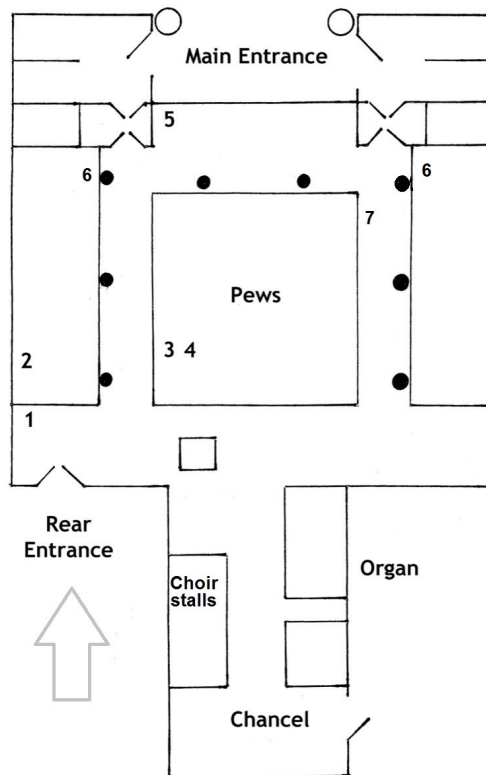 Main Entrance
5
6
6
7
Pews
3 4
2
1
Rear
Entrance
Organ
Choir
stalls
Chancel